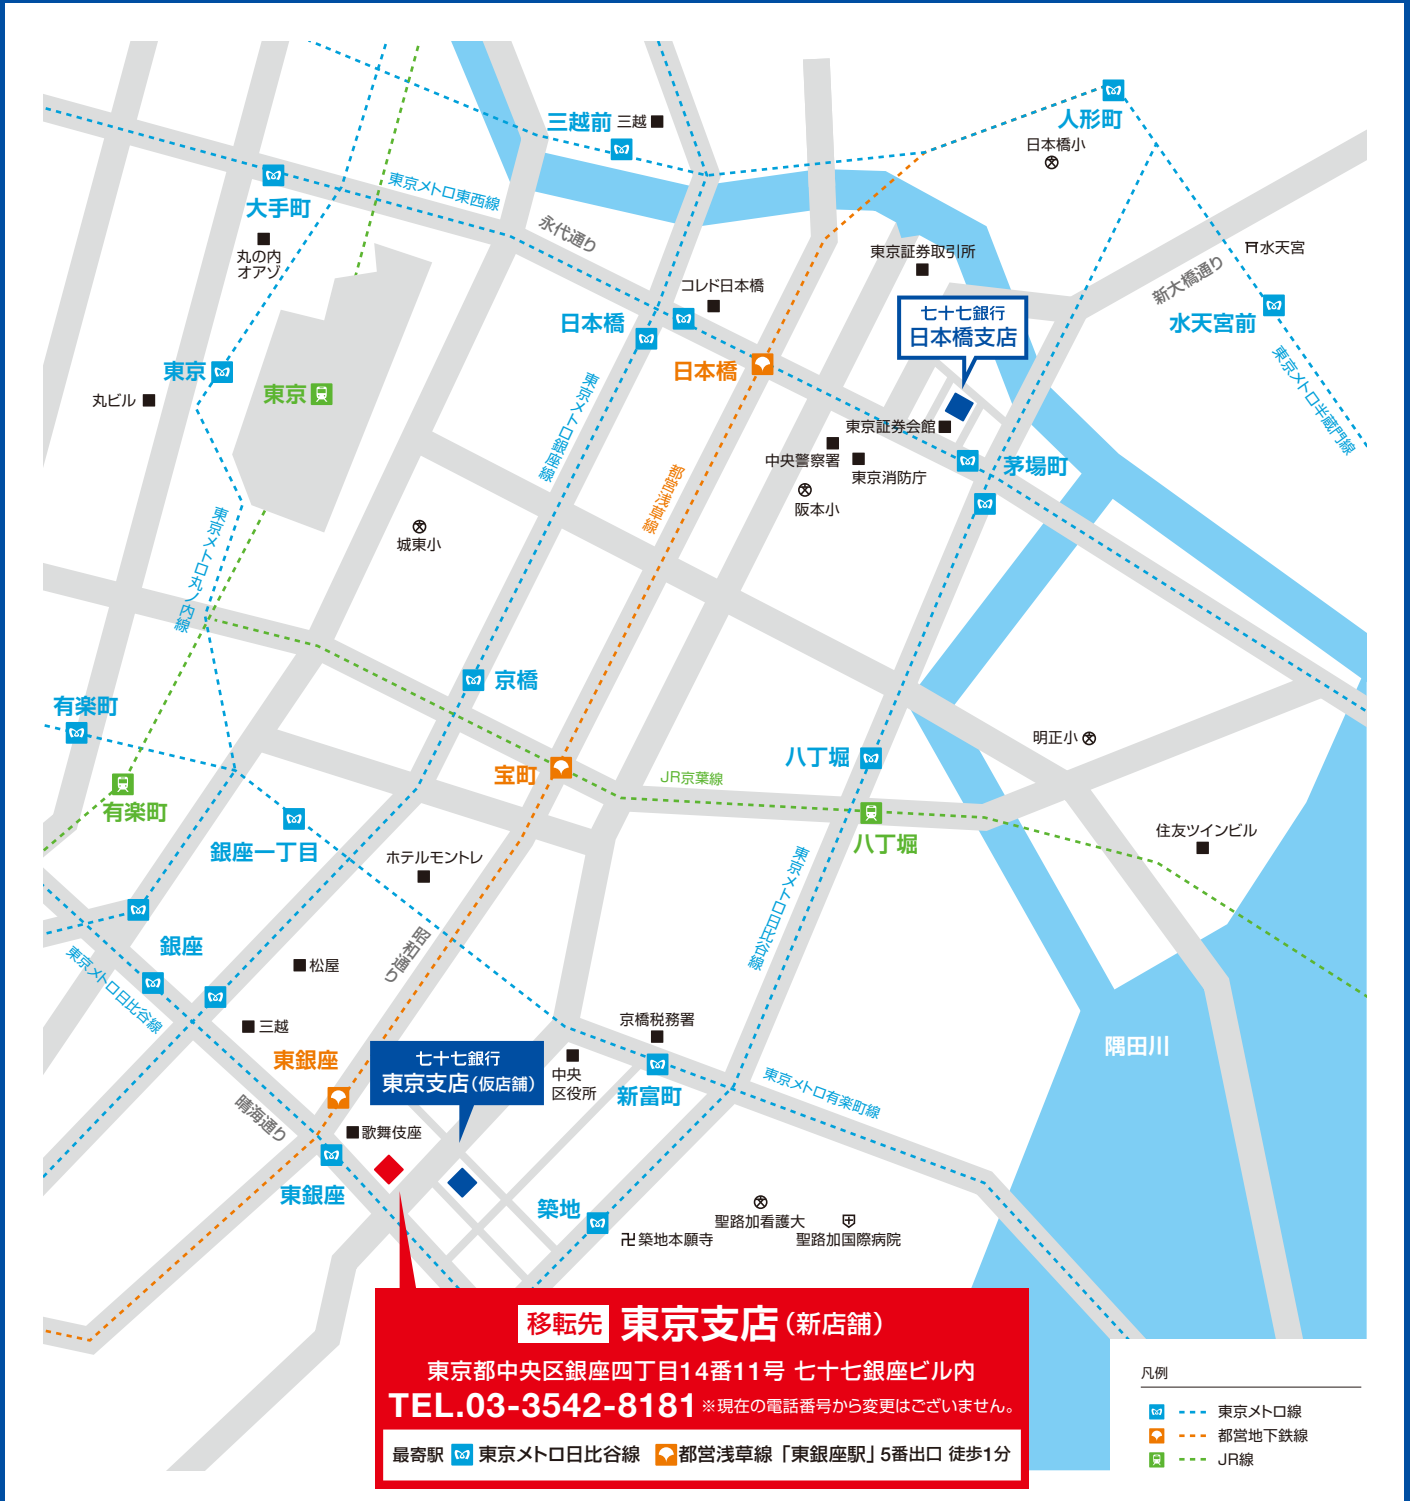 人形町
三越前
三越
日本橋小
東京メトロ東西線
大手町
永代通り
丸の内
オアゾ
東京証券取引所
水天宮
新大橋通り
コレド日本橋
七十七銀行
日本橋支店
日本橋
水天宮前
日本橋
東京
東京
丸ビル
東京メトロ半蔵門線
東京メトロ銀座線
東京証券会館
中央警察署
東京消防庁
茅場町
都営浅草線
阪本小
城東小
東京メトロ丸ノ内線
京橋
有楽町
明正小
八丁堀
宝町
JR京葉線
有楽町
住友ツインビル
八丁堀
銀座一丁目
ホテルモントレ
東京メトロ日比谷線
昭和通り
銀座
松屋
東京メトロ日比谷線
三越
京橋税務署
隅田川
東銀座
七十七銀行
東京支店(仮店舗)
中央
区役所
新富町
東京メトロ有楽町線
晴海通り
歌舞伎座
東銀座
築地
聖路加看護大
築地本願寺
聖路加国際病院
移転先 東京支店(新店舗)
東京都中央区銀座四丁目14番11号 七十七銀座ビル内
TEL.03-3542-8181 ※現在の電話番号から変更はございません。
最寄駅 東京メトロ日比谷線 都営浅草線「東銀座駅」5番出口 徒歩1分
凡例
東京メトロ線
都営地下鉄線
JR線